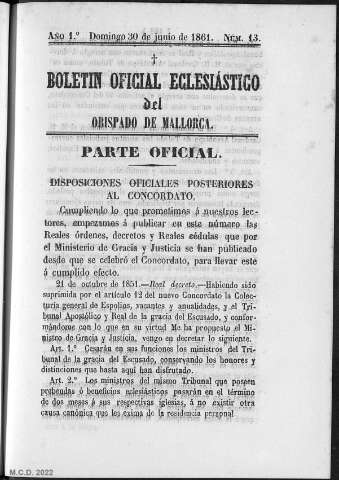 Año 1.º Domingo 30 de junio de 1861. Núm. 13.
BOLETIN OFICIAL ECLESIÁSTICO
del
OBISPADO DE MALLORCA.
PARTE OFICIAL.
DISPOSICIONES OFICIALES POSTERIORES
AL CONCORDATO.
Cumpliendo lo que prometimos á nuestros lec-
tores, empezamos á publicar en este número las
Reales órdenes, decretos y Reales cédulas que por
el Ministerio de Gracia y Justicia se han publicado
desde que se celebró el Concordato, para llevar este
á cumplido efecto.
21 de octubre de 1851.—Real decreto.—Habiendo sido
suprimida por el artículo 12 del nuevo Concordato la Colec-
turía general de Espolios, vacantes y anualidades, y el Tri-
bunal Apostólico y Real de la gracia del Escusado, y confor-
mándome con lo que en su virtud Me ha propuesto el Mi-
nistro de Gracia y Justicia, vengo en decretar lo siguiente.
Art. 1.º Cesarán en sus funciones los ministros del Tri-
bunal de la gracia del Escusado, conservando los honores y
distinciones que hasta aquí han disfrutado.
Art. 2.º Los ministros del mismo Tribunal que posean
prebendas ó beneficios eclesiásticos pasarán en el término
de dos meses á sus respectivas iglesias, á no existir otra
causa canónica que les exima de la residencia personal
M.C.D. 2022